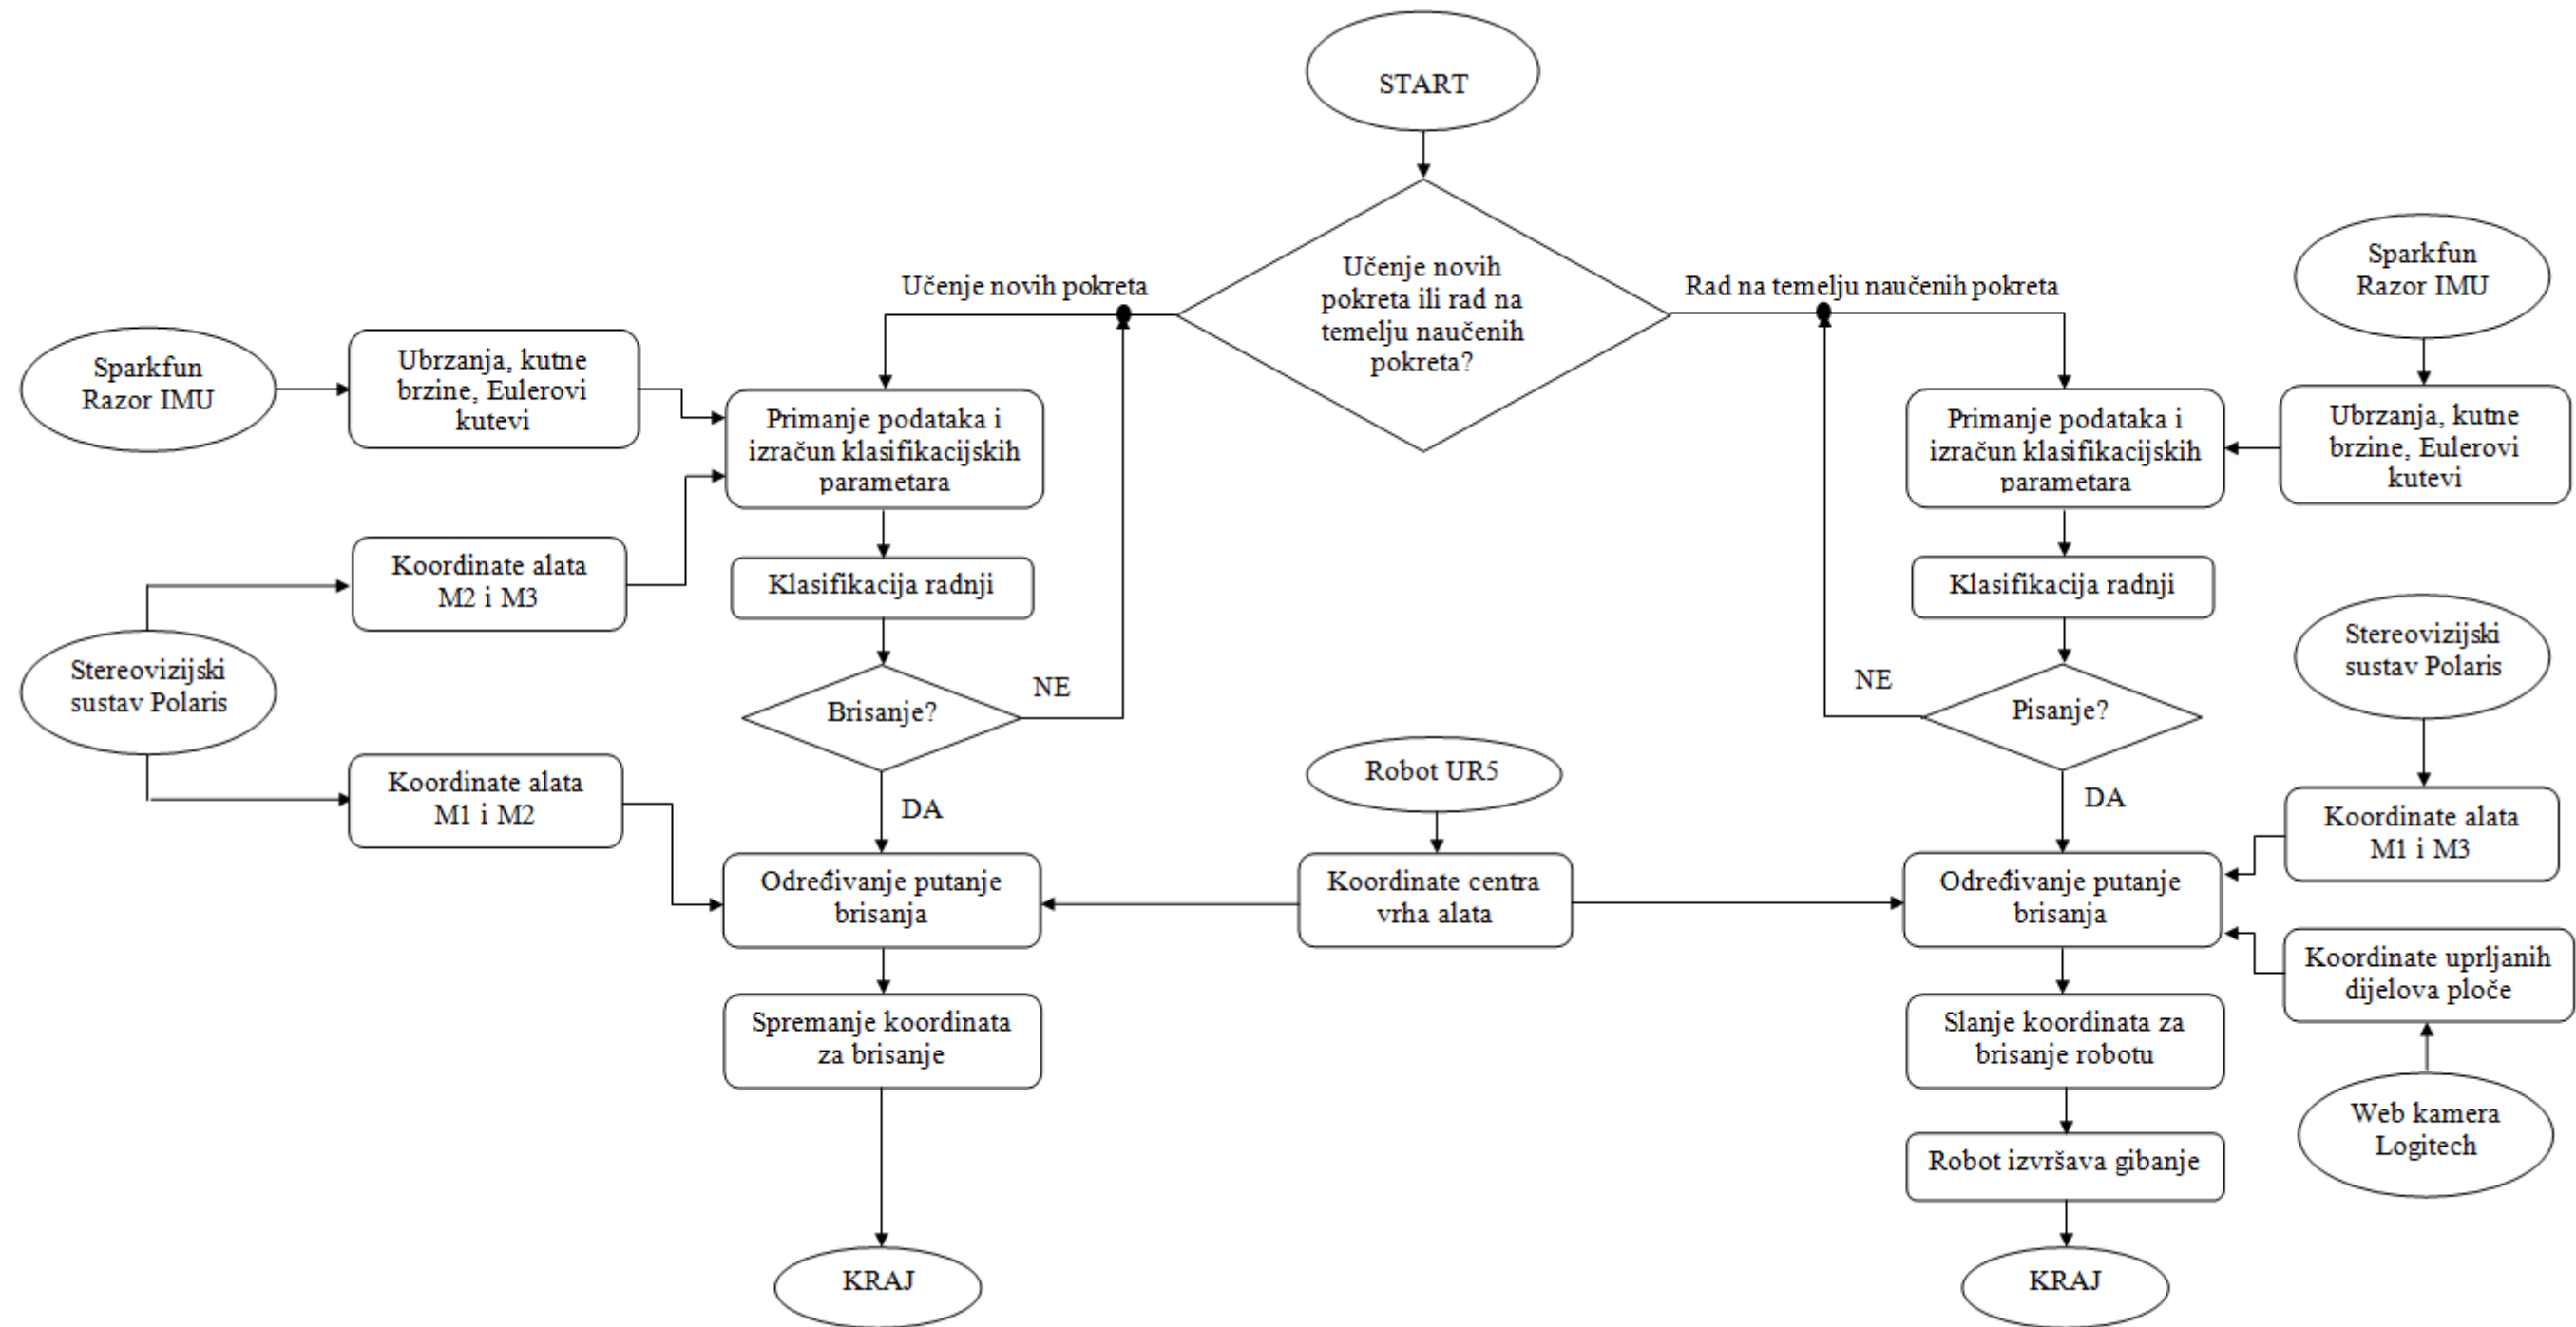 START
Učenje novih
pokreta ili rad na
temelju naučenih
pokreta?
Učenje novih pokreta
Rad na temelju naučenih pokreta
Sparkfun
Razor IMU
Ubrzanja, kutne
brzine, Eulerovi
kutevi
Primanje podataka i
izračun klasifikacijskih
parametara
Koordinate alata
M2 i M3
Klasifikacija radnji
Stereovizijski
sustav Polaris
Brisanje?
NE
DA
Koordinate alata
M1 i M2
Određivanje putanje
brisanja
Spremanje koordinata
za brisanje
KRAJ
Robot UR5
Koordinate centra
vrha alata
Sparkfun
Razor IMU
Primanje podataka i
izračun klasifikacijskih
parametara
Ubrzanja, kutne
brzine, Eulerovi
kutevi
Klasifikacija radnji
Stereovizijski
sustav Polaris
NE
Pisanje?
DA
Koordinate alata
M1 i M3
Određivanje putanje
brisanja
Koordinate uprljanih
dijelova ploče
Slanje koordinata za
brisanje robotu
Web kamera
Logitech
Robot izvršava gibanje
KRAJ